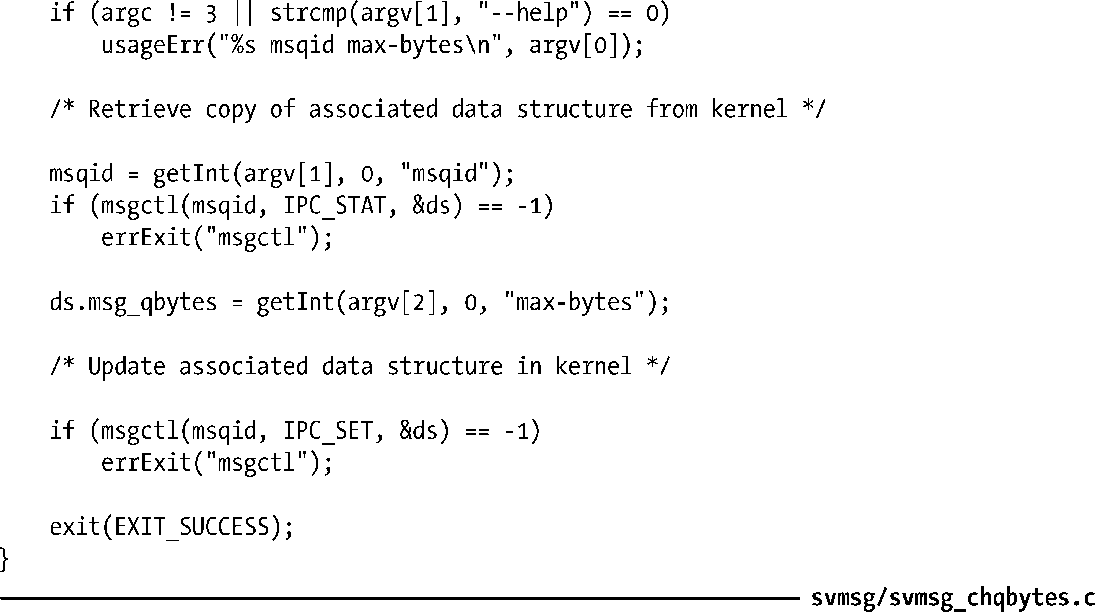 if (argc != 3 || strcmp(argv[1], "--help") == 0)
usageErr("%s msqid max-bytes\n", argv[0]);
/* Retrieve copy of associated data structure from kernel */
msqid = getInt(argv[1], 0, "msqid");
if (msgctl(msqid, IPC_STAT, &ds) == -1)
errExit("msgctl");
ds.msg_qbytes = getInt(argv[2], 0, "max-bytes");
/* Update associated data structure in kernel */
if (msgctl(msqid, IPC_SET, &ds) == -1)
errExit("msgctl");
exit(EXIT_SUCCESS);
}
svmsg/svmsg_chqbytes.c